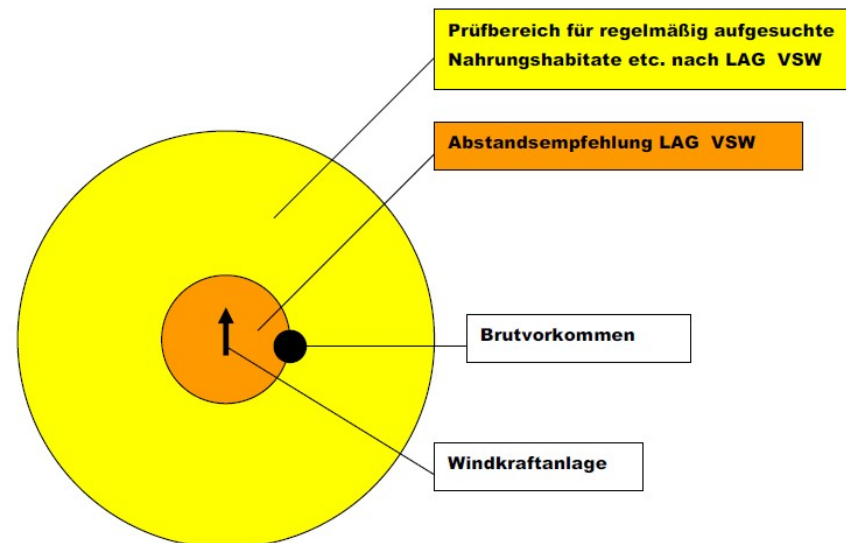 Prüfbereich für regelmäßig aufgesuchte
Nahrungshabitate etc. nach LAG VSW
Abstandsempfehlung LAG VSW
Brutvorkommen
Windkraftanlage